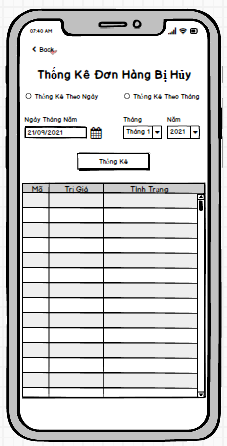 07:40 AM
< Back
Thống Kê Đơn Hàng Bị Hủy
Thống Kê Theo Ngày
Thống Kê Theo Tháng
Ngày Tháng Năm
Tháng
Năm
21/09/2021
Tháng 1
2021
Thống Kê
Mã
Trị Giá
Tình Trạng